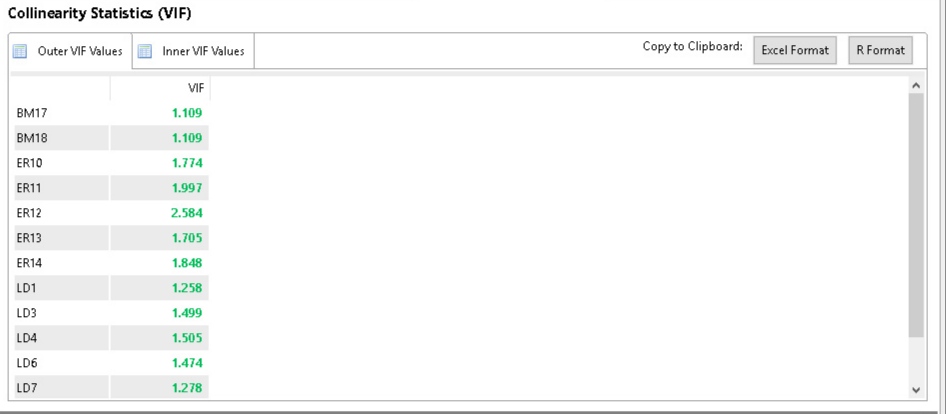 Collinearity Statistics (VIF)
Outer VIF Values Inner VIF Values Copy to Clipboard: Excel Format R Format
VIF
BM17 1.109
BM18 1.109
ER10 1.774
ER11 1.997
ER12 2.584
ER13 1.705
ER14 1.848
LD1 1.258
LD3 1.499
LD4 1.505
LD6 1.474
LD7 1.278